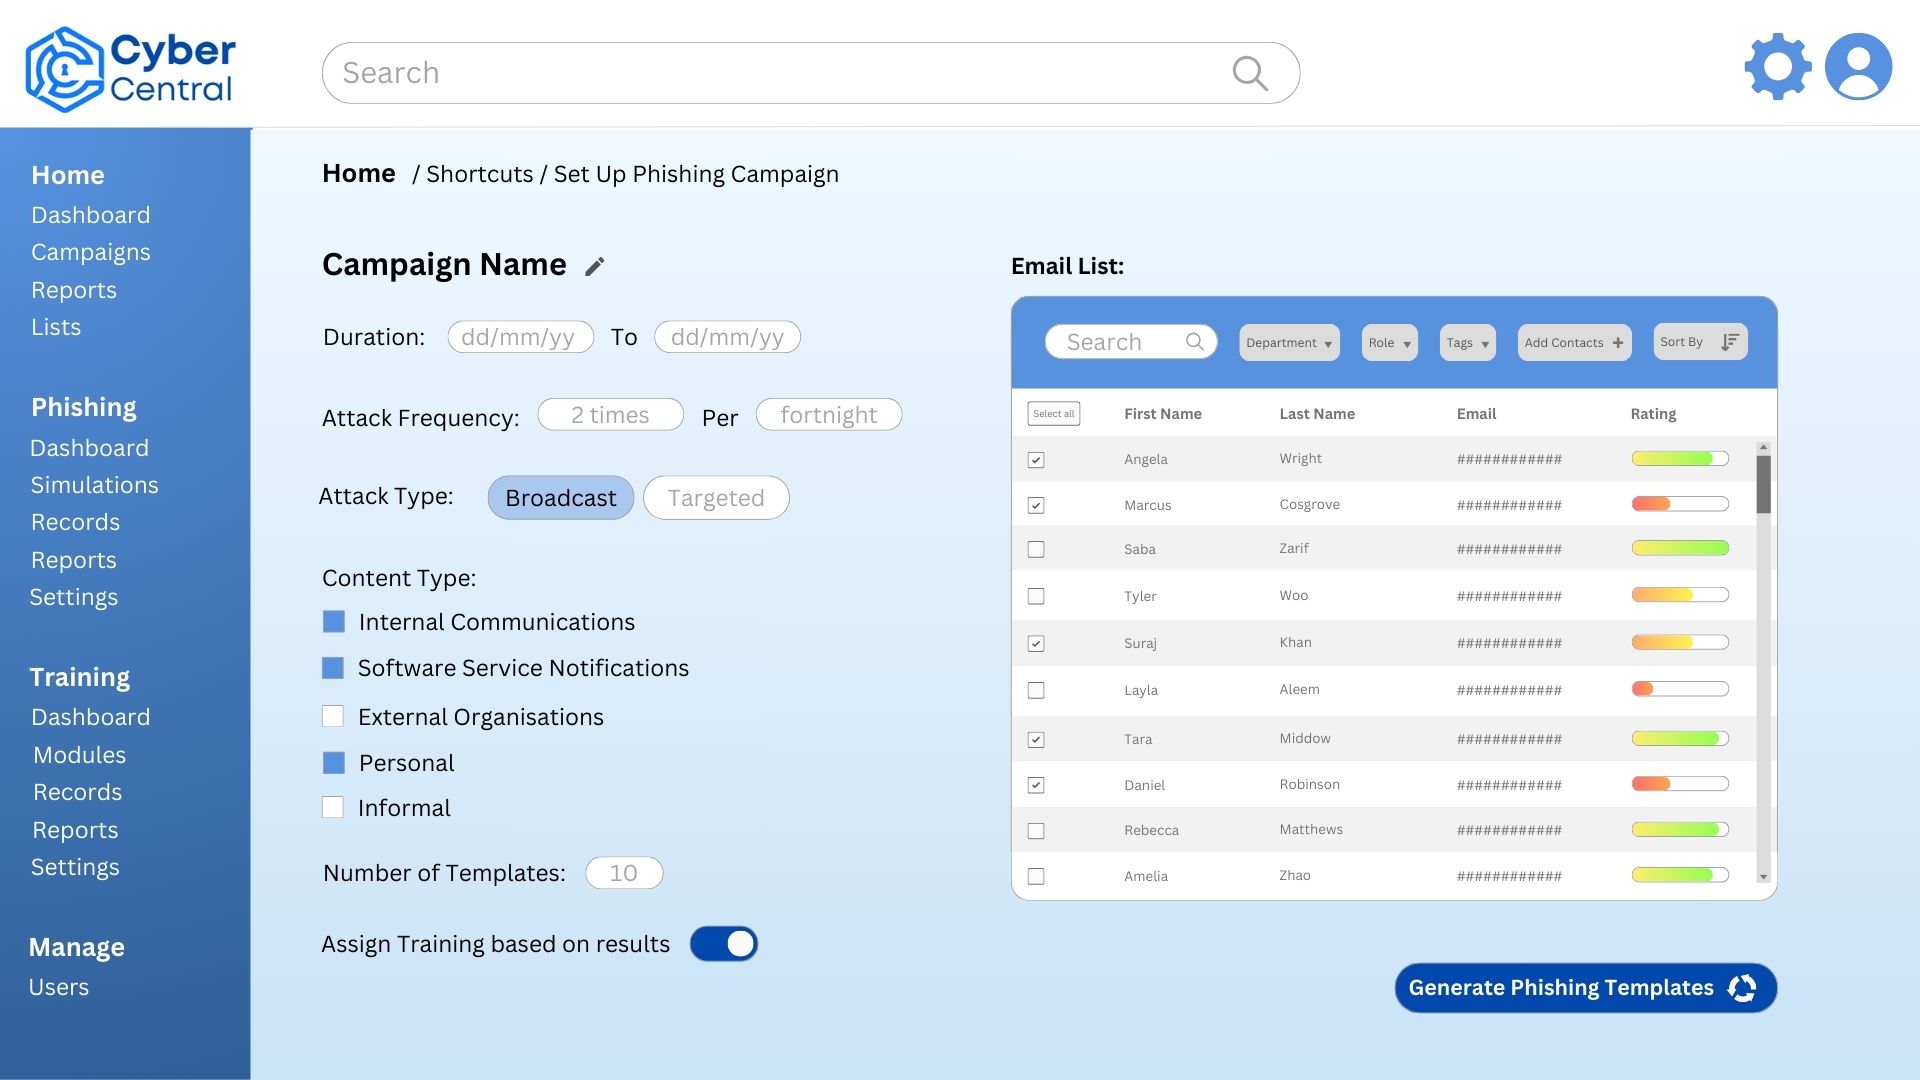 Cyber
Central
Search
Home
Dashboard
Campaigns
Reports
Lists
Phishing
Dashboard
Simulations
Records
Reports
Settings
Training
Dashboard
Modules
Records
Reports
Settings
Manage
Users
Home / Shortcuts / Set Up Phishing Campaign
Campaign Name
Duration: dd/mm/yy To dd/mm/yy
Attack Frequency: 2 times Per fortnight
Attack Type: Broadcast Targeted
Content Type:
Internal Communications
Software Service Notifications
External Organisations
Personal
Informal
Number of Templates: 10
Assign Training based on results
Email List:
Search Department Role Tags Add Contacts + Sort By
Select all First Name Last Name Email Rating
Angela Wright ############
Marcus Cosgrove ############
Saba Zarif ############
Tyler Woo ############
Suraj Khan ############
Layla Aleem ############
Tara Middow ############
Daniel Robinson ############
Rebecca Matthews ############
Amelia Zhao ############
Generate Phishing Templates